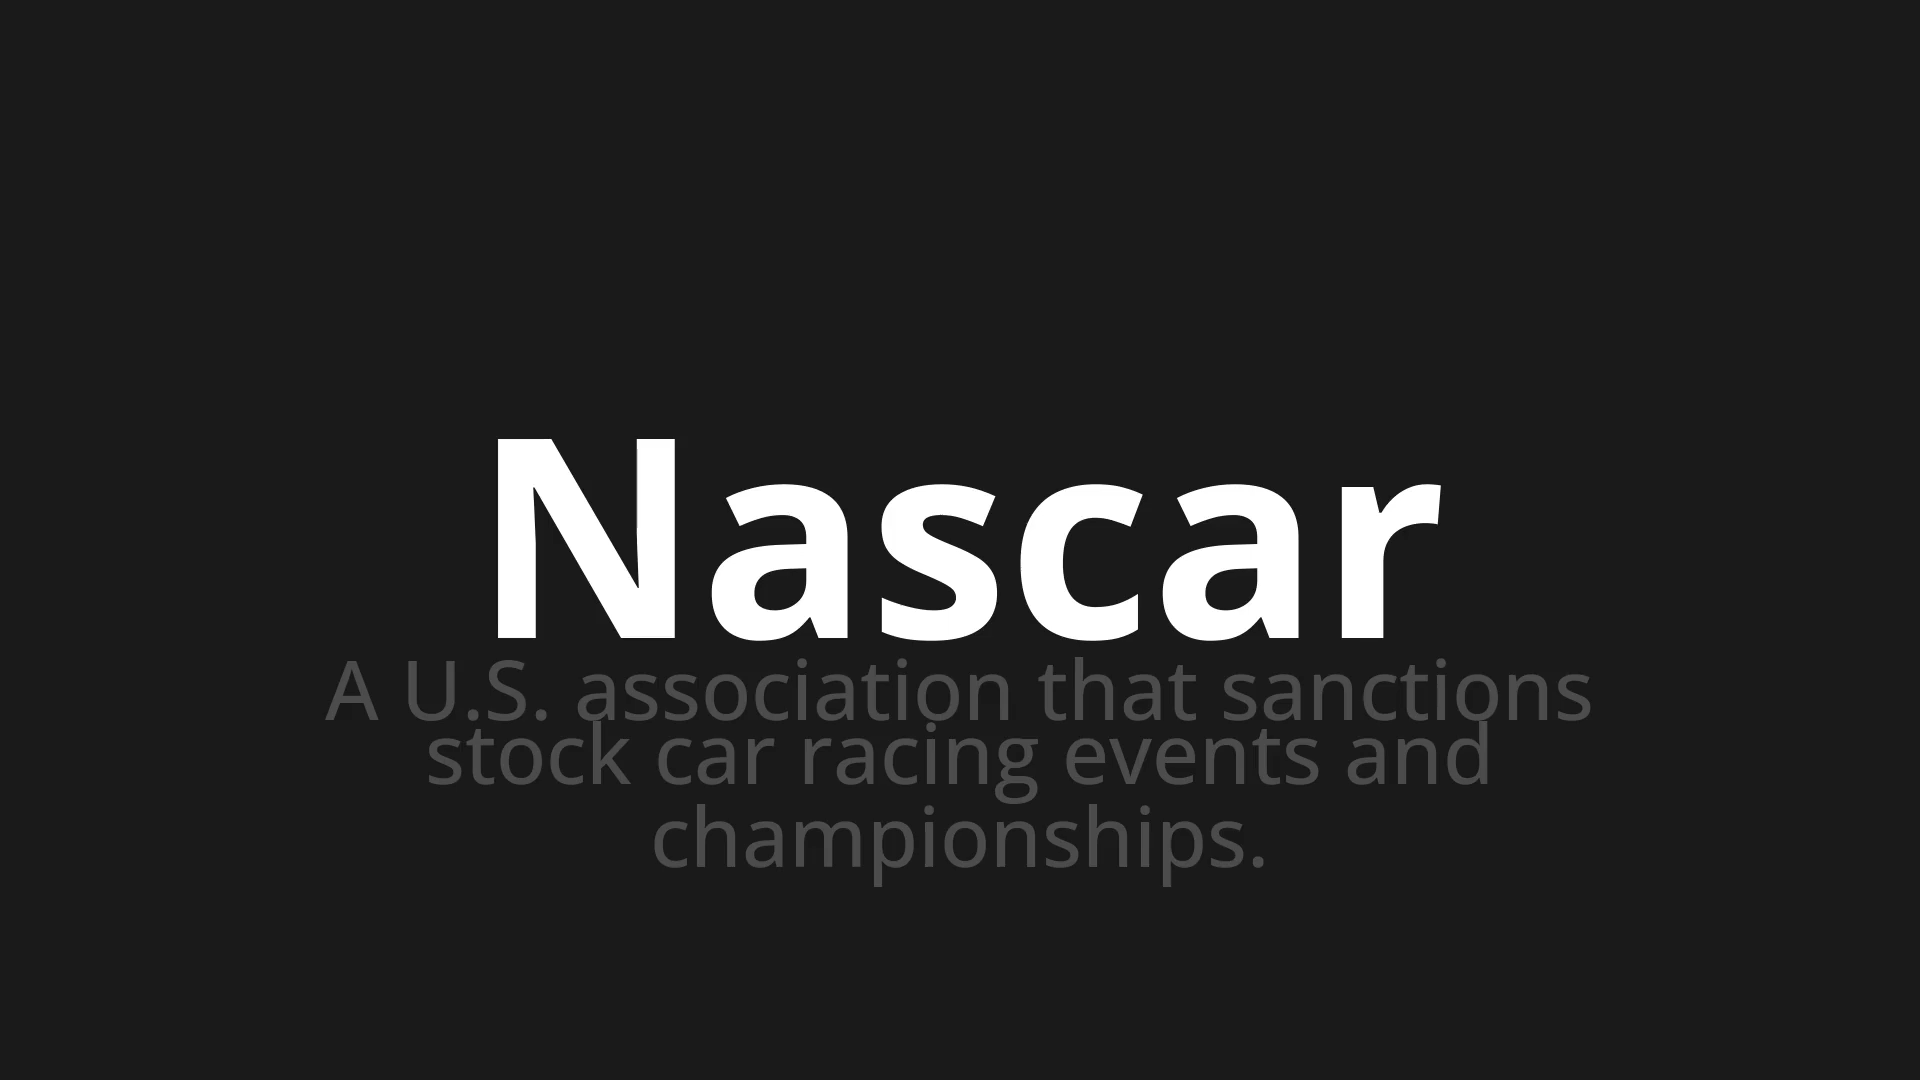 Nascar
A U.S. association that sanctions
stock car racing events and
championships.